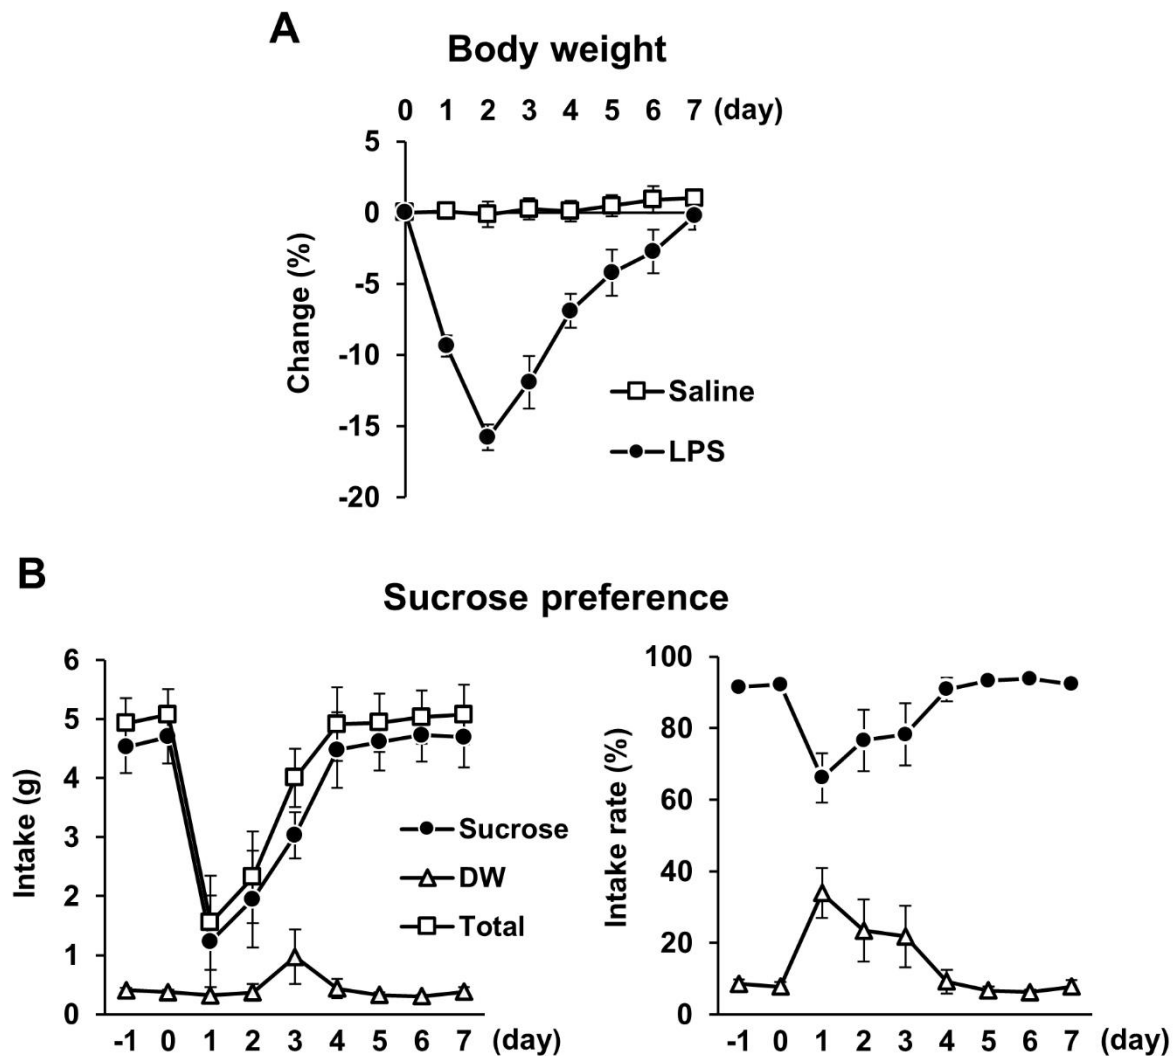 A
Body weight
0 1 2 3 4 5 6 7 (day)
5
0
-5
-10
-15
-20
Change (%)
Saline
LPS
B
Sucrose preference
6
5
4
3
2
1
0
Intake (g)
Sucrose
DW
Total
-1 0 1 2 3 4 5 6 7 (day)
100
80
60
40
20
0
Intake rate (%)
-1 0 1 2 3 4 5 6 7 (day)